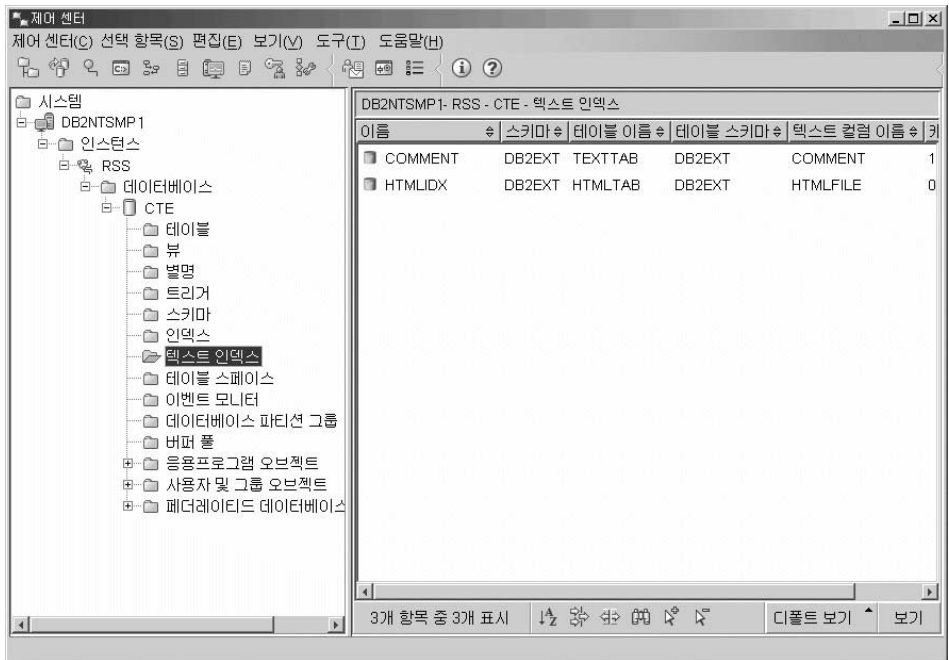 제어 센터
제어 센터(C) 선택 항목(S) 편집(E) 보기(V) 도구(T) 도움말(H)
시스템
DB2NTSMP1
인스턴스
RSS
데이터베이스
CTE
테이블
뷰
별명
트리거
스키마
인덱스
텍스트 인덱스
테이블 스페이스
이벤트 모니터
데이터베이스 파티션 그룹
버퍼 풀
응용프로그램 오브젝트
사용자 및 그룹 오브젝트
페더레이티드 데이터베이스
DB2NTSMP1- RSS - CTE - 텍스트 인덱스
이름 스키마 테이블 이름 테이블 스키마 텍스트 컬럼 이름 키
COMMENT DB2EXT TEXTTAB DB2EXT COMMENT 1
HTMLIDX DB2EXT HTMLTAB DB2EXT HTMLFILE 0
3개 항목 중 3개 표시 디폴트 보기 보기